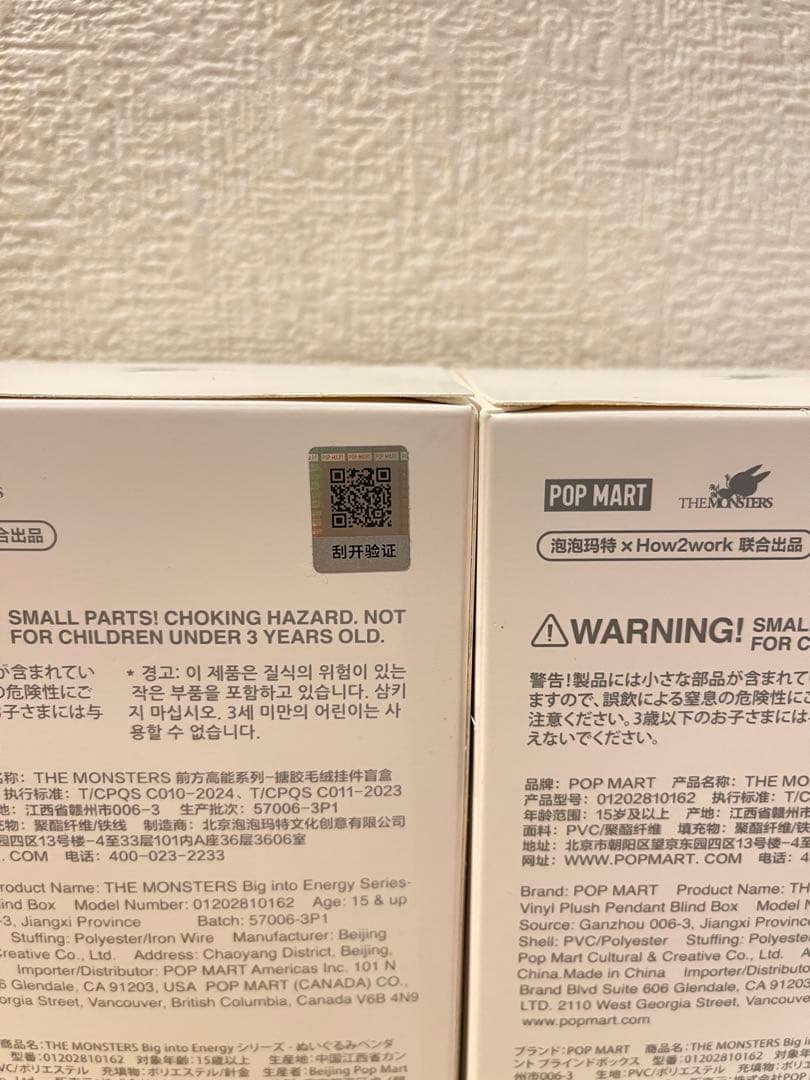 合出品
POP MART POP MART POP MART
刮开验证
SMALL PARTS! CHOKING HAZARD. NOT
FOR CHILDREN UNDER 3 YEARS OLD.
が含まれてい
の危険性にご
お子さまには与
* 경고: 이 제품은 질식의 위험이 있는
작은 부품을 포함하고 있습니다. 삼키
지 마십시오. 3세 미만의 어린이는 사
용할 수 없습니다.
名称: THE MONSTERS 前方高能系列-搪胶毛绒挂件盲盒
执行标准: T/CPQS C010-2024、T/CPQS C011-2023
地: 江西省赣州市006-3 生产批次: 57006-3P1
充物: 聚酯纤维/铁线 制造商: 北京泡泡玛特文化创意有限公司
园四区13号楼-4至33层101内A座36层3606室
. COM 电话: 400-023-2233
roduct Name: THE MONSTERS Big into Energy Series-
ind Box Model Number: 01202810162 Age: 15 & up
-3, Jiangxi Province Batch: 57006-3P1
Stuffing: Polyester/Iron Wire Manufacturer: Beijing
Creative Co., Ltd. Address: Chaoyang District, Beijing,
Importer/Distributor: POP MART Americas Inc. 101 N
6 Glendale, CA 91203, USA POP MART (CANADA) CO.,
orgia Street, Vancouver, British Columbia, Canada V6B 4N9
商品名:THE MONSTERS Big into Energy シリーズ - ぬいぐるみペンダ
型番:01202810162 対象年齢:15歳以上 生産地:中国江西省カン
VC/ポリエステル 充填物:ポリエステル/針金 生産者:Beijing Pop Mart
POP MART
THE MONSTERS
泡泡玛特 × How2work 联合出品
WARNING! SMAL
FOR C
警告!製品には小さな部品が含まれて
ますので、誤飲による窒息の危険性にご
注意ください。3歳以下のお子さまには
えないでください。
品牌: POP MART 产品名称: THE MO
产品型号: 01202810162 执行标准: T/C
年龄范围: 15岁及以上 产地: 江西省赣州
面料: PVC/聚酯纤维 填充物: 聚酯纤维/铁
地址: 北京市朝阳区望京东园四区13号楼-4
网址: WWW.POPMART. COM 电话: 4
Brand: POP MART Product Name: TH
Vinyl Plush Pendant Blind Box Model N
Source: Ganzhou 006-3, Jiangxi Province
Shell: PVC/Polyester Stuffing: Polyeste
Pop Mart Cultural & Creative Co., Ltd. A
China.Made in China Importer/Distributo
Brand Blvd Suite 606 Glendale, CA 9120
LTD. 2110 West Georgia Street, Vancouve
www.popmart.com
ブランド:POP MART 商品名:THE MONSTERS Big in
ント ブラインドボックス 型番:01202810162 対象
市006-3 生地:PVC/ポリエステル 充填物:ポリ